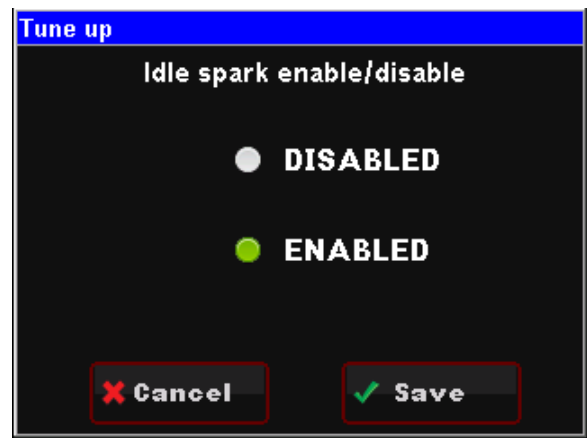 Tune up
Idle spark enable/disable
DISABLED
ENABLED
Cancel
Save